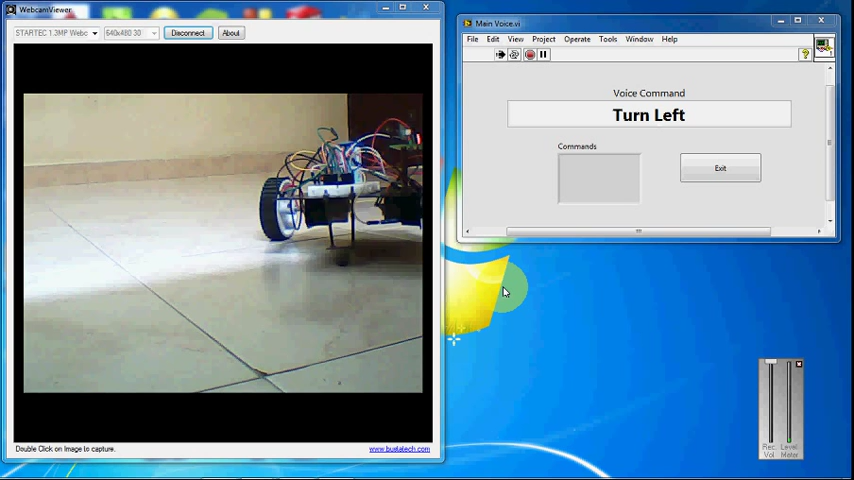 WebcamViewer
STARTEC 1.3MP Webc
640x480 30
Disconnect
About
Double Click on Image to capture.
www.bustatech.com
Main Voice.vi
File Edit View Project Operate Tools Window Help
?
Voice Command
Turn Left
Commands
Exit
Rec. Level
Vol Meter